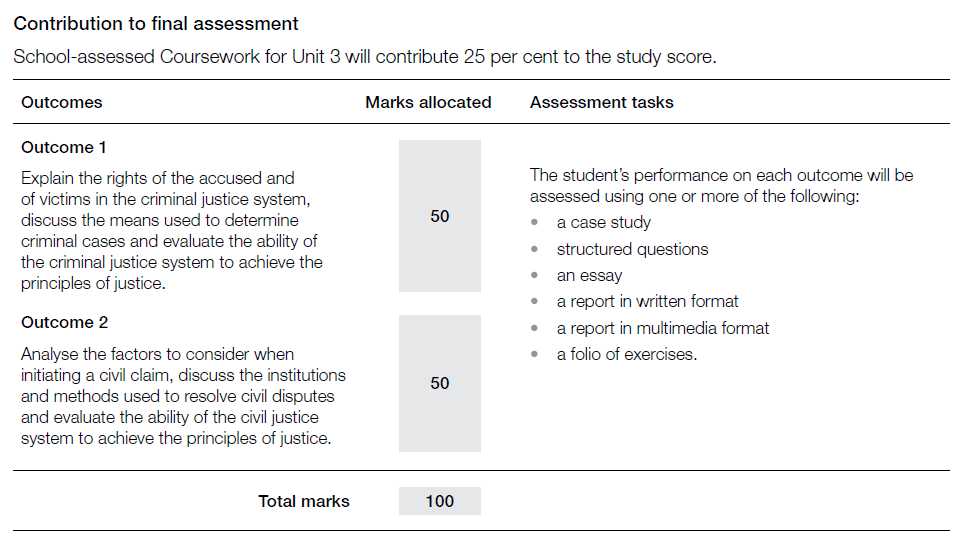 Contribution to final assessment
School-assessed Coursework for Unit 3 will contribute 25 per cent to the study score.
Outcomes
Marks allocated
Assessment tasks
Outcome 1
Explain the rights of the accused and
of victims in the criminal justice system,
discuss the means used to determine
criminal cases and evaluate the ability of
the criminal justice system to achieve the
principles of justice.
50
Outcome 2
Analyse the factors to consider when
initiating a civil claim, discuss the institutions
and methods used to resolve civil disputes
and evaluate the ability of the civil justice
system to achieve the principles of justice.
50
The student’s performance on each outcome will be
assessed using one or more of the following:
• a case study
• structured questions
• an essay
• a report in written format
• a report in multimedia format
• a folio of exercises.
Total marks
100